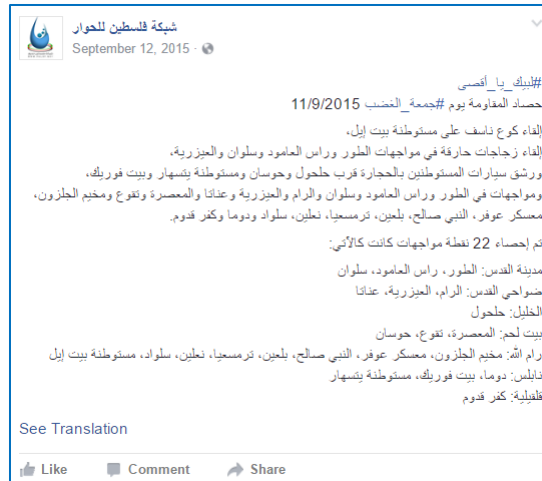 شبكة فلسطين للحوار
September 12, 2015 ·
#لبيك_يا_أقصى
حصاد المقاومة يوم #جمعة_الغضب 11/9/2015
إلقاء كوع ناسف على مستوطنة بيت إيل،
إلقاء زجاجات حارقة في مواجهات الطور وراس العامود وسلوان والعيزرية،
ورشق سيارات المستوطنين بالحجارة قرب حلحول وحوسان ومستوطنة يتسهار وبيت فوريك،
ومواجهات في الطور وراس العامود وسلوان والرام والعيزرية وعناتا والمعصرة وتقوع ومخيم الجلزون،
معسكر عوفر، النبي صالح، بلعين، ترمسعيا، نعلين، سلواد ودوما وكفر قدوم.
تم إحصاء 22 نقطة مواجهات كانت كالآتي:
مدينة القدس: الطور، راس العامود، سلوان
ضواحي القدس: الرام، العيزرية، عناتا
الخليل: حلحول
بيت لحم: المعصرة، تقوع، حوسان
رام الله: مخيم الجلزون، معسكر عوفر، النبي صالح، بلعين، ترمسعيا، نعلين، سلواد، مستوطنة بيت إيل
نابلس: دوما، بيت فوريك، مستوطنة يتسهار
قلقيلية: كفر قدوم
See Translation
Like Comment Share